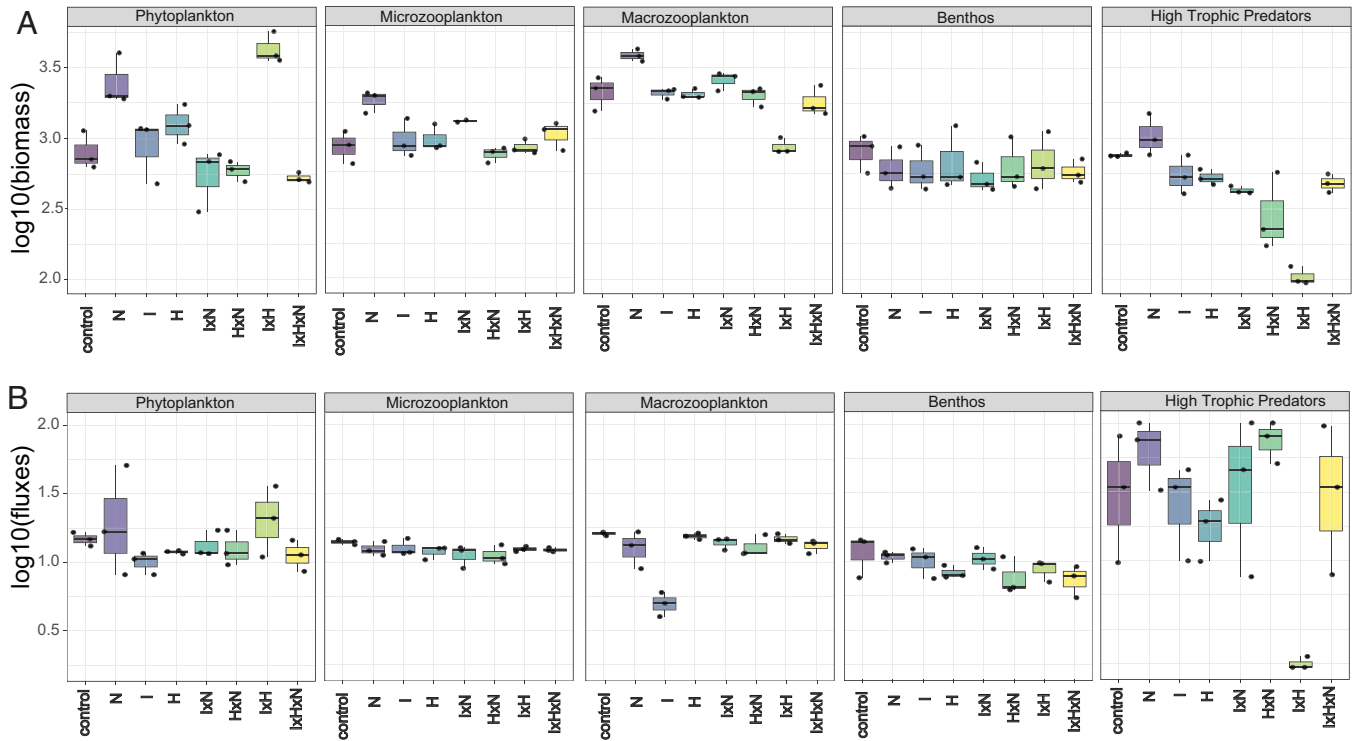 A
Phytoplankton Microzooplankton Macrozooplankton Benthos High Trophic Predators
log10(biomass)
3.5
3.0
2.5
2.0
control N I H IxN HxN IxH IxHxN control N I H IxN HxN IxH IxHxN control N I H IxN HxN IxH IxHxN control N I H IxN HxN IxH IxHxN control N I H IxN HxN IxH IxHxN
B
Phytoplankton Microzooplankton Macrozooplankton Benthos High Trophic Predators
log10(fluxes)
2.0
1.5
1.0
0.5
control N I H IxN HxN IxH IxHxN control N I H IxN HxN IxH IxHxN control N I H IxN HxN IxH IxHxN control N I H IxN HxN IxH IxHxN control N I H IxN HxN IxH IxHxN